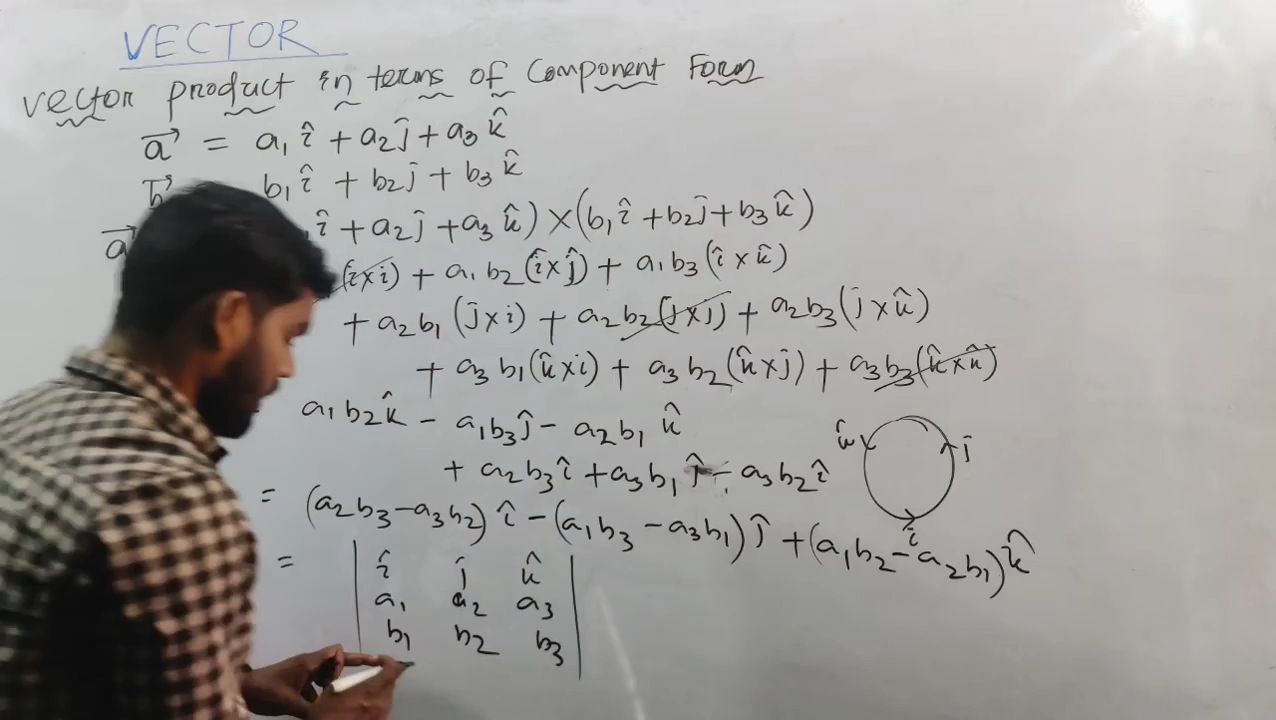 VECTOR
vector product in terms of Component Form
a⃗ = a₁î + a₂ĵ + a₃k̂
b⃗ b₁î + b₂ĵ + b₃k̂
a⃗ î + a₂ĵ + a₃k̂) × (b₁î + b₂ĵ + b₃k̂)
(î×i) + a₁b₂(î×ĵ) + a₁b₃(î×k̂)
+ a₂b₁(j×i) + a₂b₂(j×j) + a₂b₃(j×k̂)
+ a₃b₁(k̂×i) + a₃b₂(k̂×ĵ) + a₃b₃(k̂×k̂)
a₁b₂k̂ − a₁b₃ĵ − a₂b₁k̂
+ a₂b₃î + a₃b₁ĵ − a₃b₂î
k̂ ĵ
î
= (a₂b₃ − a₃b₂)î − (a₁b₃ − a₃b₁)ĵ + (a₁b₂ − a₂b₁)k̂
= | î ĵ k̂ |
a₁ a₂ a₃
b₁ b₂ b₃